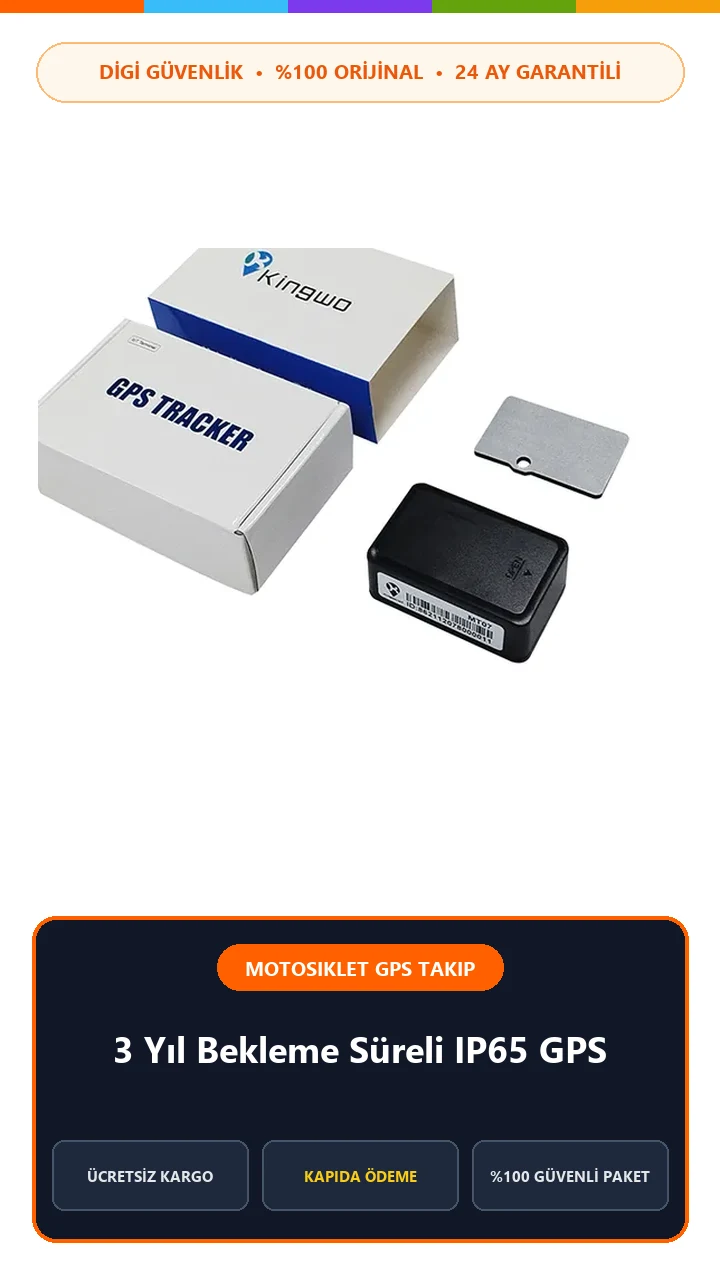 DİGİ GÜVENLİK • %100 ORİJİNAL • 24 AY GARANTİLİ
Kingwo
GPS TRACKER
OPEN
MT07
MOTOSIKLET GPS TAKIP
3 Yıl Bekleme Süreli IP65 GPS
ÜCRETSİZ KARGO
KAPIDA ÖDEME
%100 GÜVENLİ PAKET